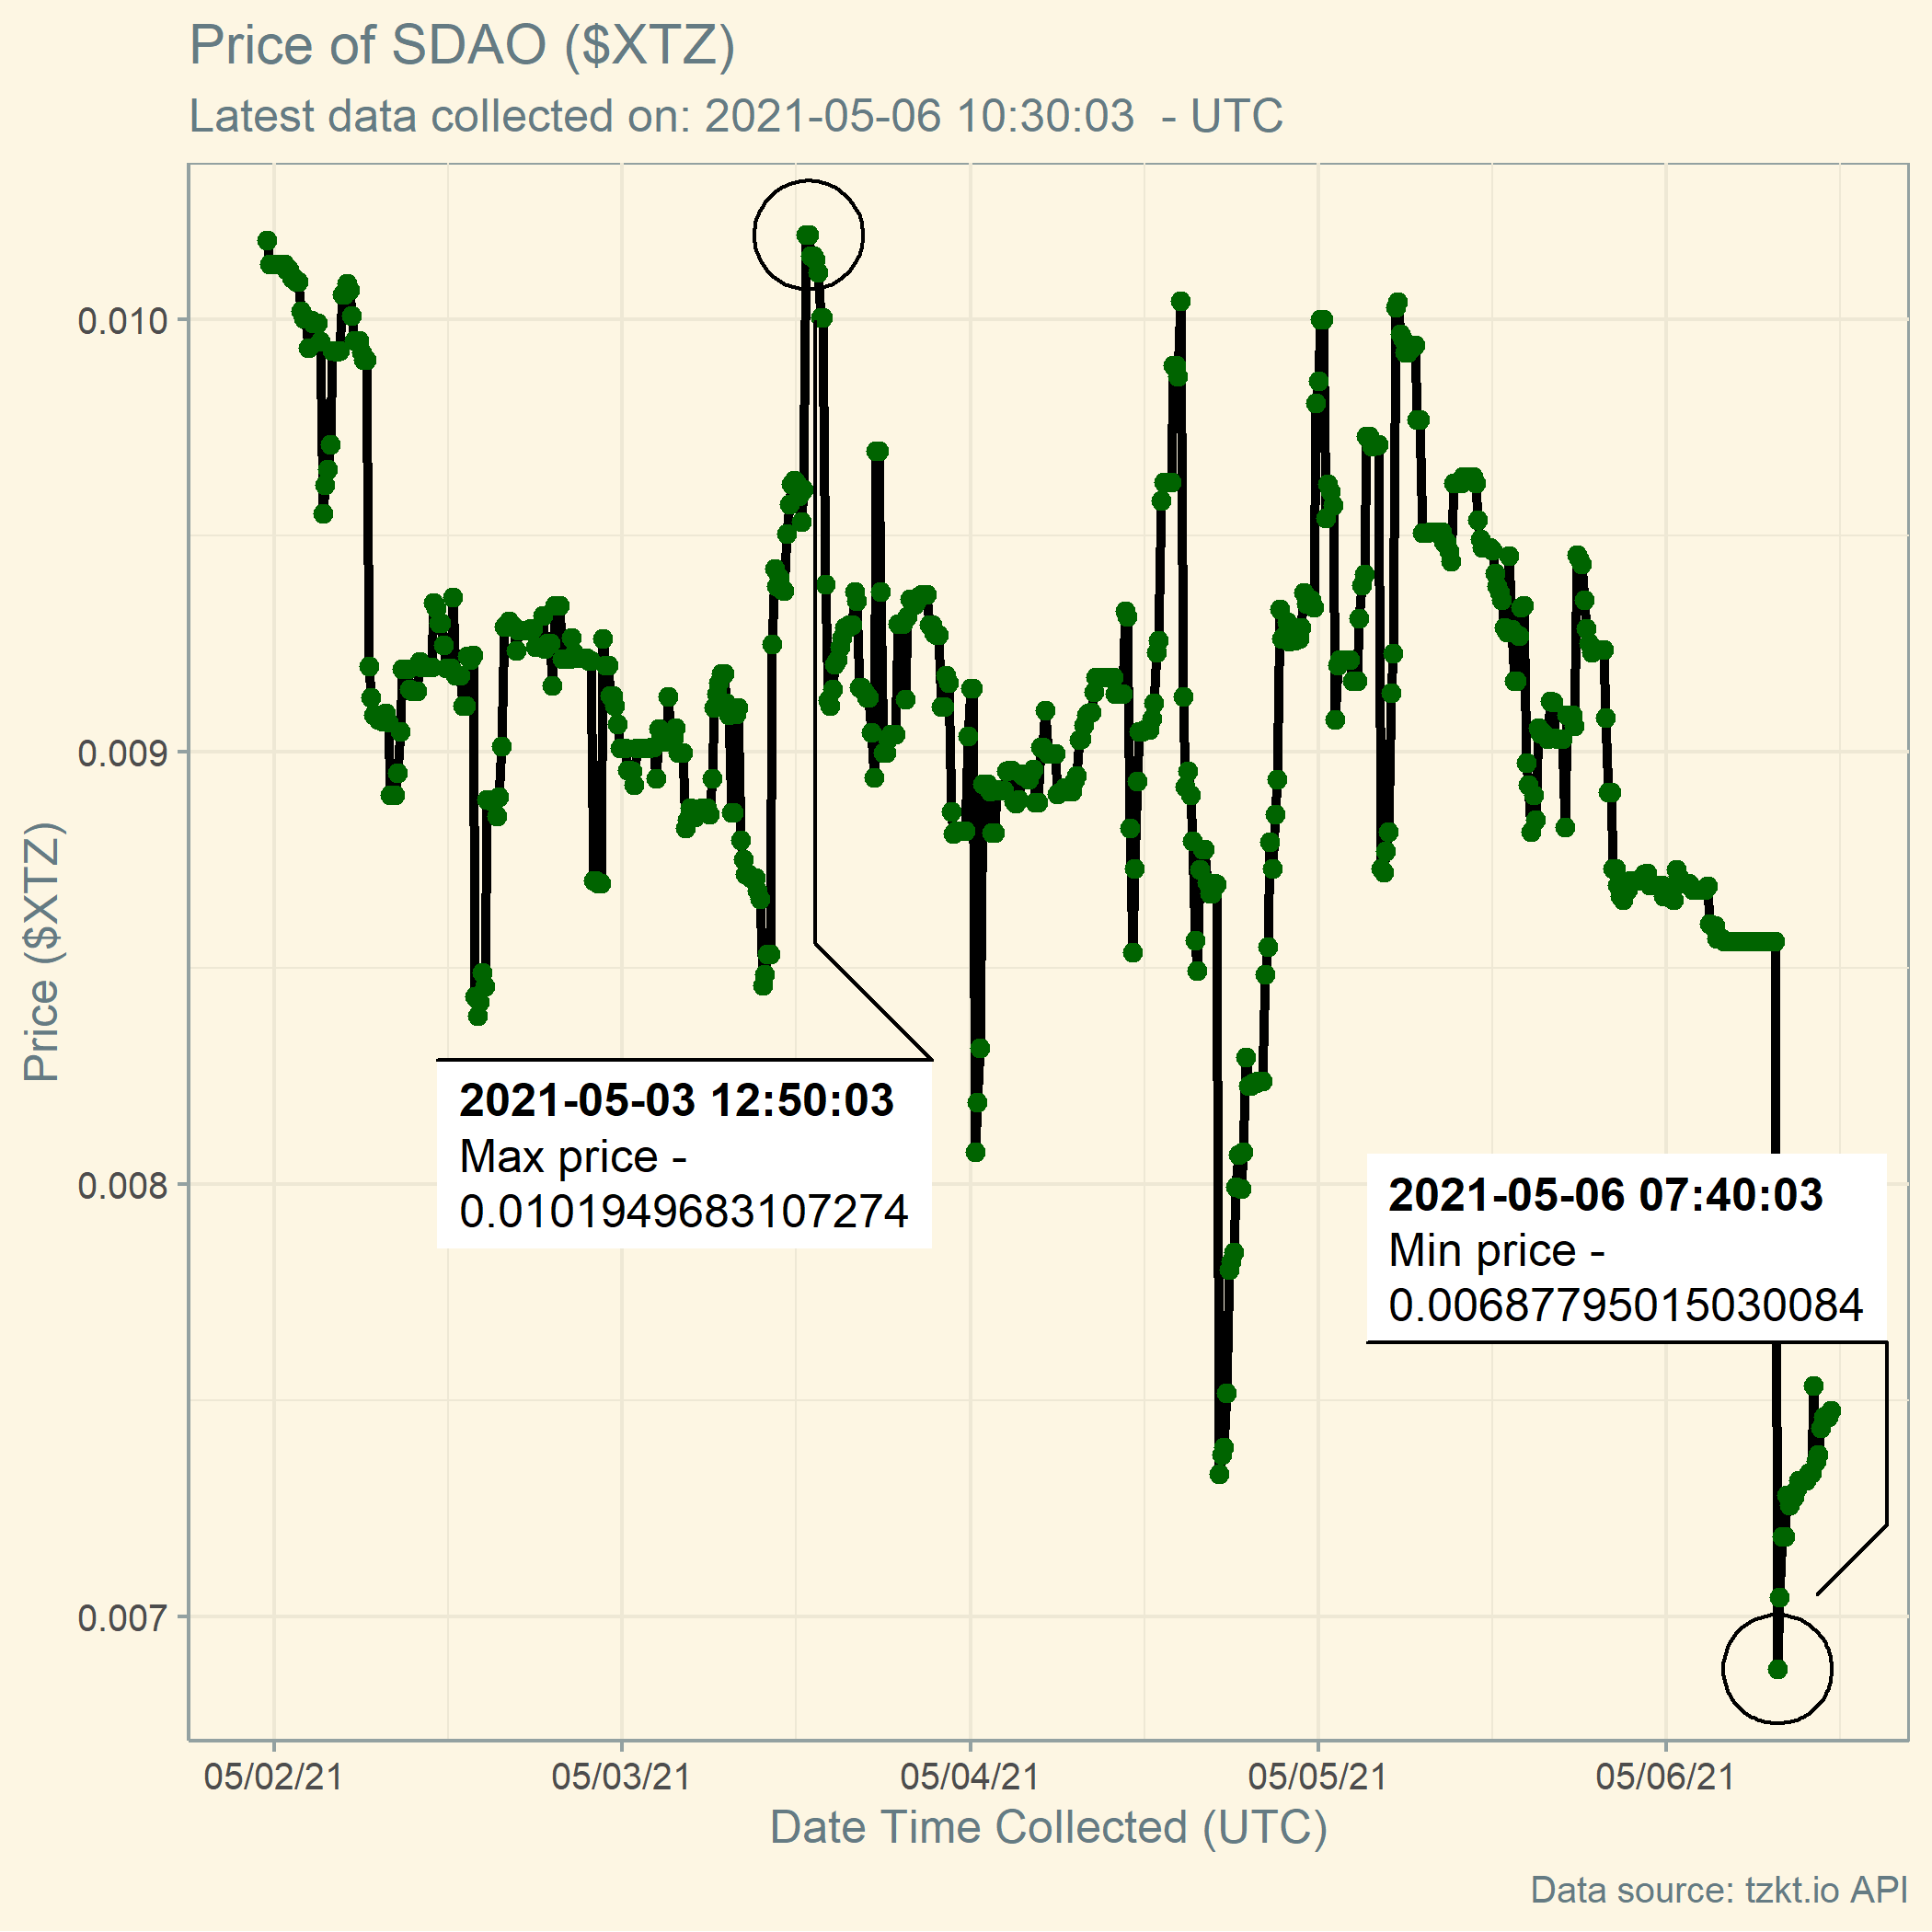 Price of SDAO ($XTZ)
Latest data collected on: 2021-05-06 10:30:03  - UTC
Price ($XTZ)
0.010
0.009
0.008
0.007
2021-05-03 12:50:03
Max price -
0.0101949683107274
2021-05-06 07:40:03
Min price -
0.00687795015030084
05/02/21
05/03/21
05/04/21
05/05/21
05/06/21
Date Time Collected (UTC)
Data source: tzkt.io API